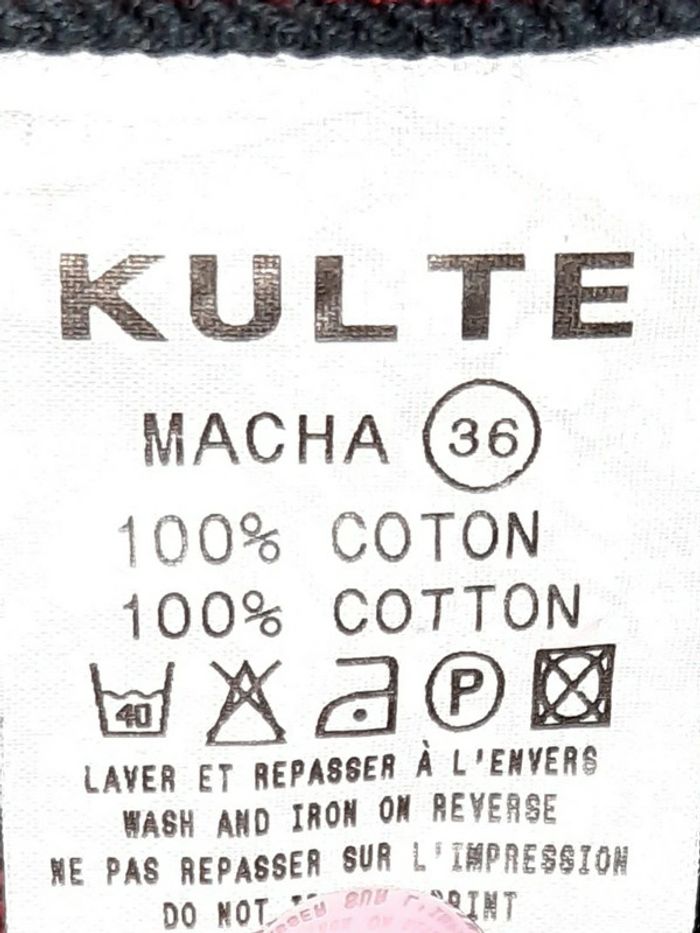 KULTE
MACHA 36
100% COTON
100% COTTON
40 P
LAVER ET REPASSER À L'ENVERS
WASH AND IRON ON REVERSE
NE PAS REPASSER SUR L'IMPRESSION
DO NOT PRINT